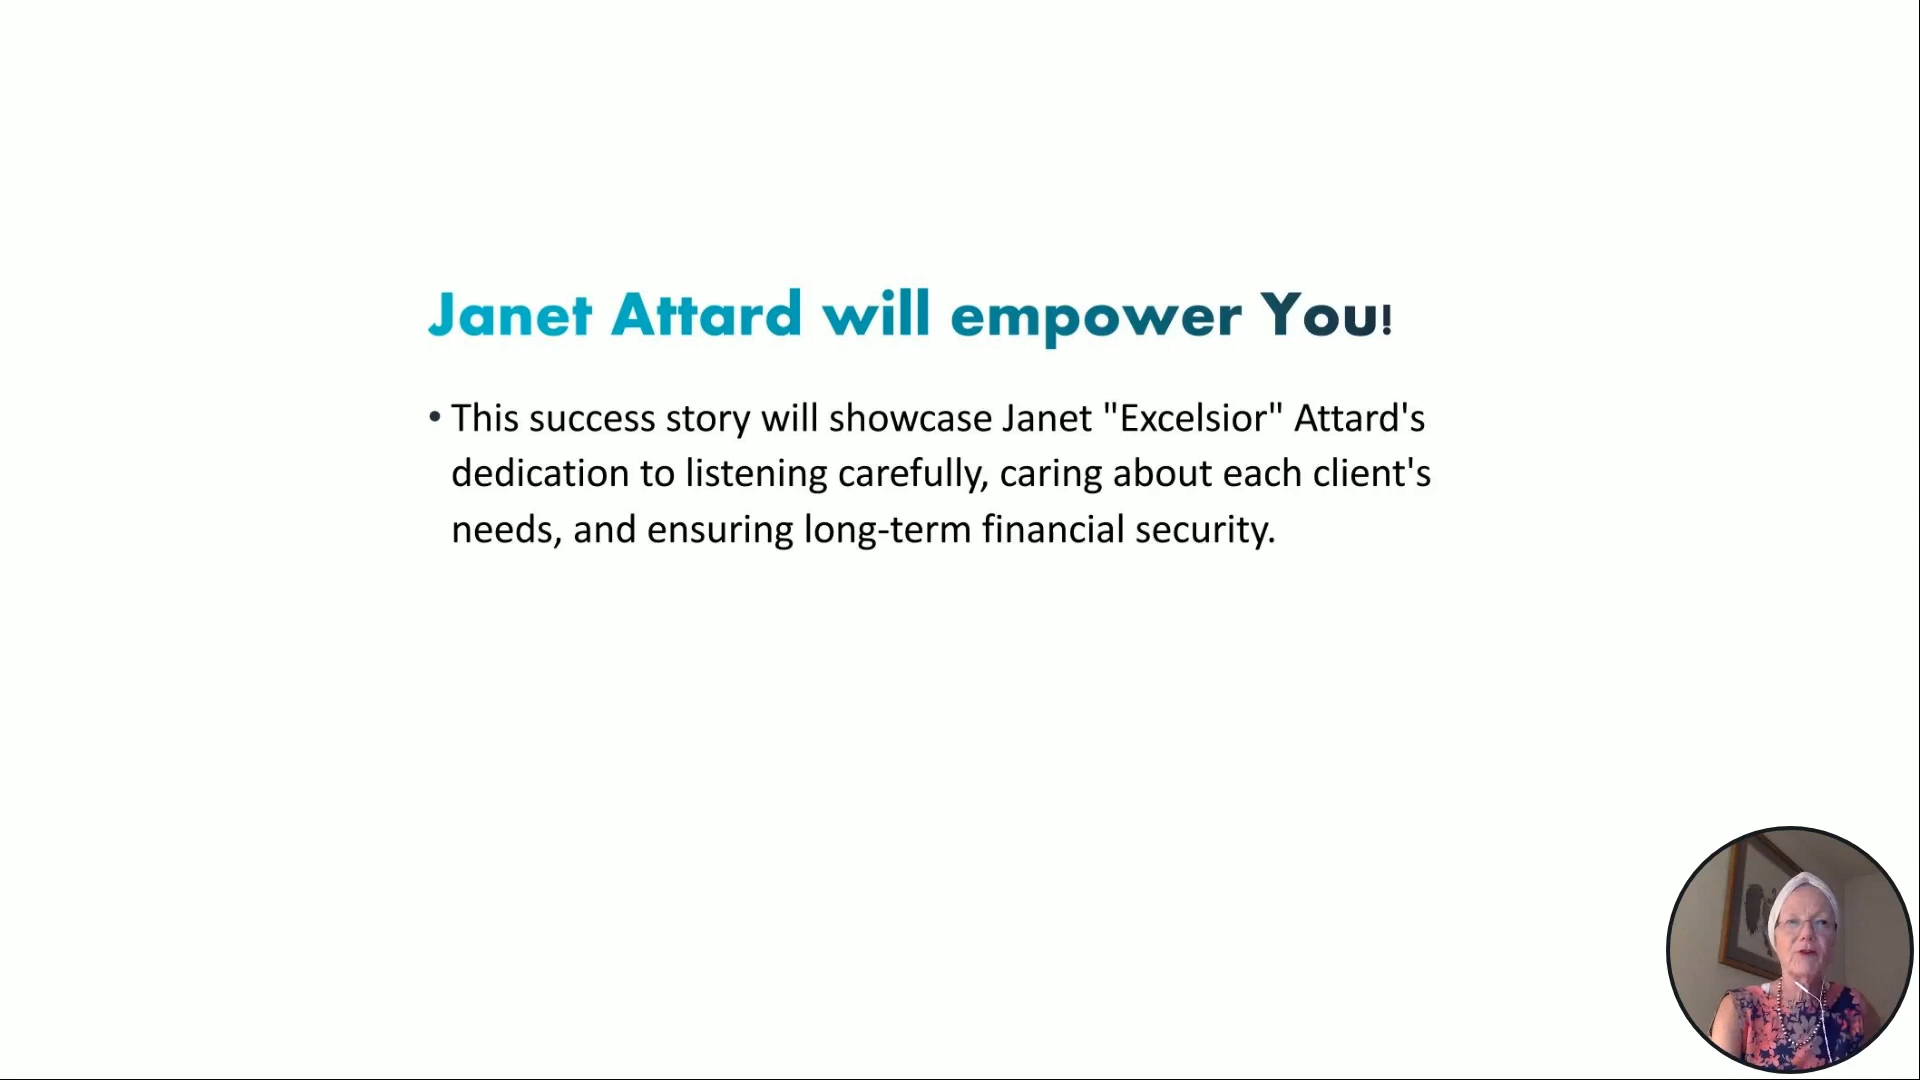 Janet Attard will empower You!
• This success story will showcase Janet "Excelsior" Attard's
dedication to listening carefully, caring about each client's
needs, and ensuring long-term financial security.